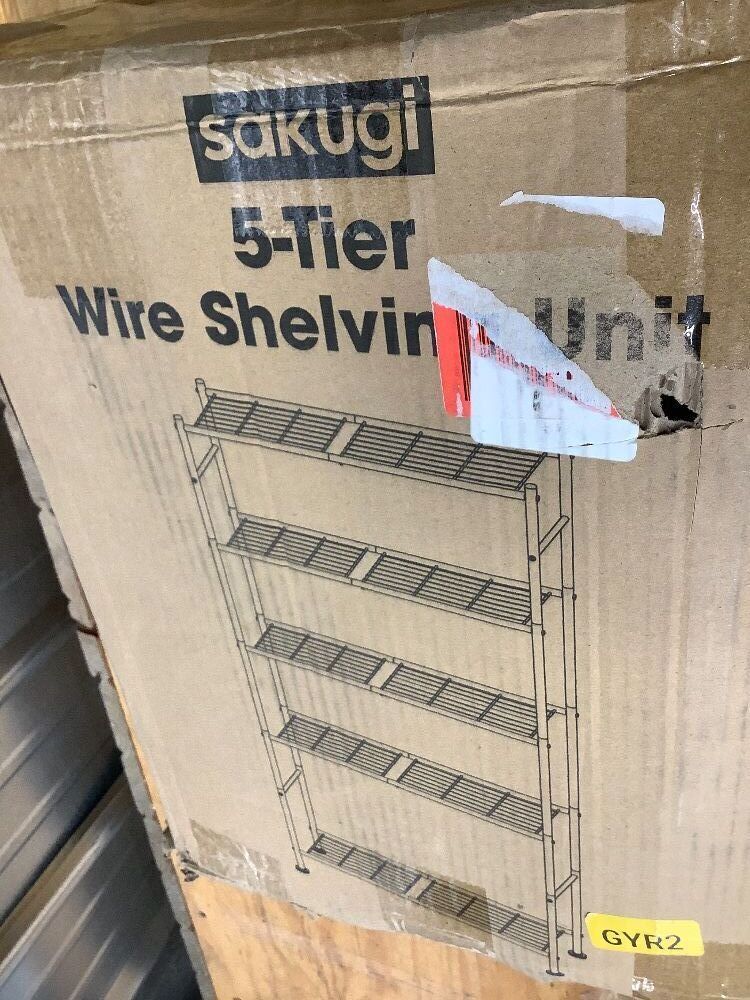 sakugi
5-Tier
Wire Shelvin Unit
GYR2